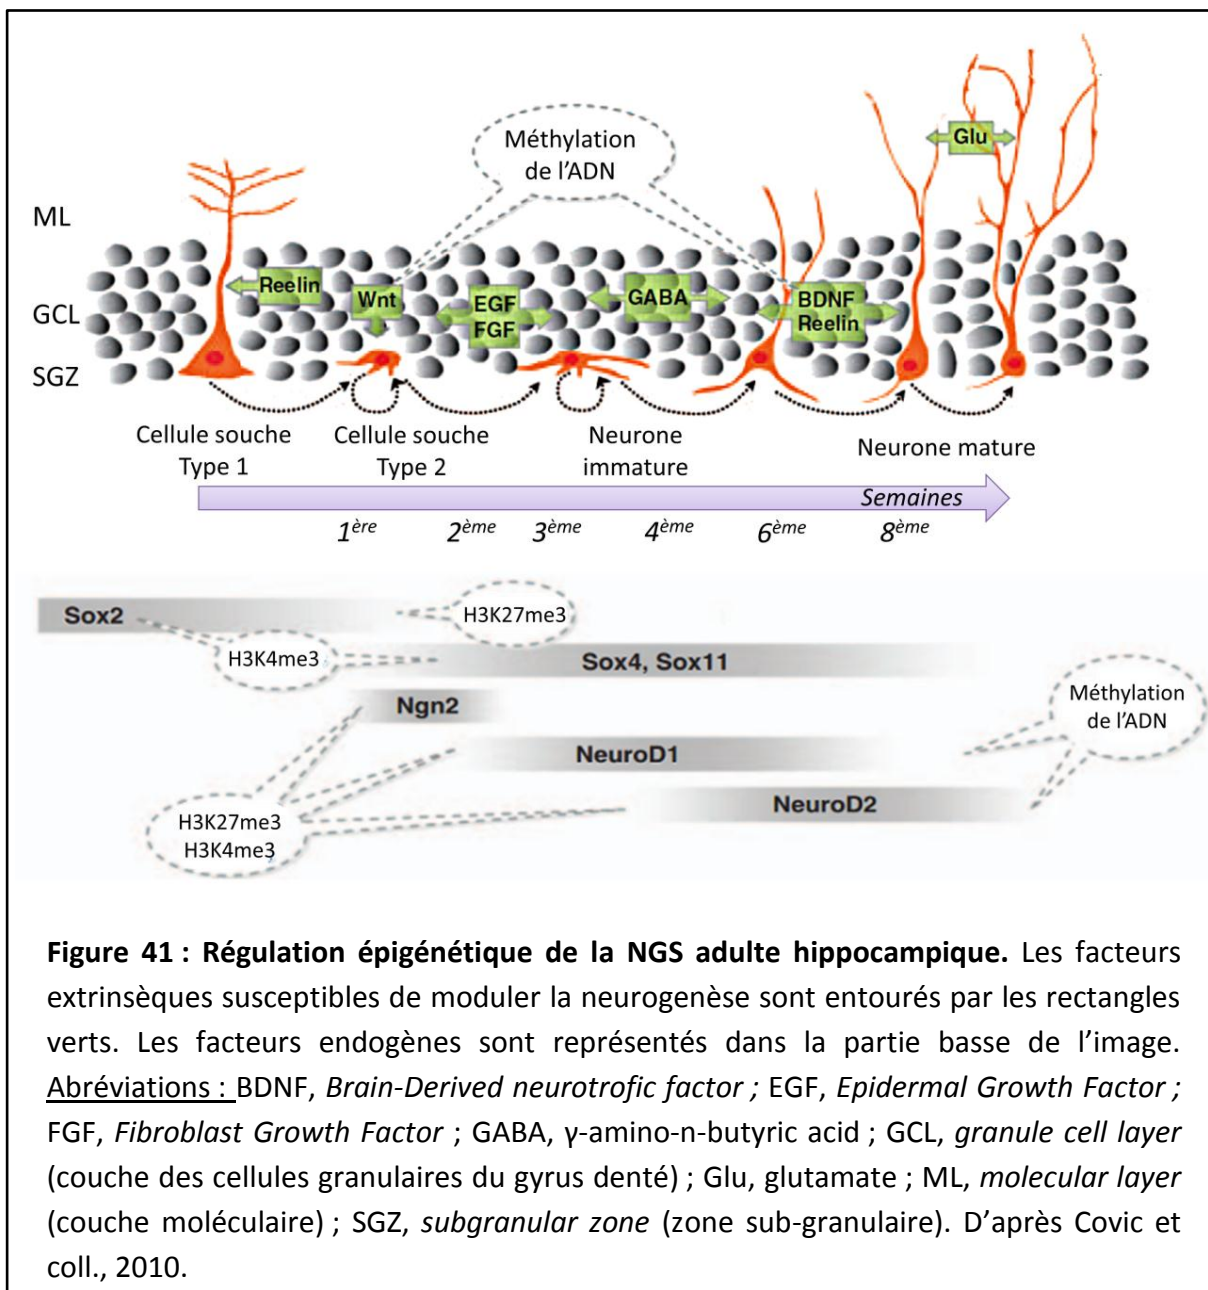 Méthylation
de l'ADN
Glu
ML
Reelin
Wnt
EGF
FGF
GABA
BDNF
Reelin
GCL
SGZ
Cellule souche
Type 1
Cellule souche
Type 2
Neurone
immature
Neurone mature
Semaines
1ère 2ème 3ème 4ème 6ème 8ème
Sox2
H3K27me3
H3K4me3
Sox4, Sox11
Ngn2
Méthylation
de l'ADN
NeuroD1
NeuroD2
H3K27me3
H3K4me3
Figure 41 : Régulation épigénétique de la NGS adulte hippocampique. Les facteurs
extrinsèques susceptibles de moduler la neurogenèse sont entourés par les rectangles
verts. Les facteurs endogènes sont représentés dans la partie basse de l'image.
Abréviations : BDNF, Brain-Derived neurotrofic factor ; EGF, Epidermal Growth Factor ;
FGF, Fibroblast Growth Factor ; GABA, γ-amino-n-butyric acid ; GCL, granule cell layer
(couche des cellules granulaires du gyrus denté) ; Glu, glutamate ; ML, molecular layer
(couche moléculaire) ; SGZ, subgranular zone (zone sub-granulaire). D'après Covic et
coll., 2010.